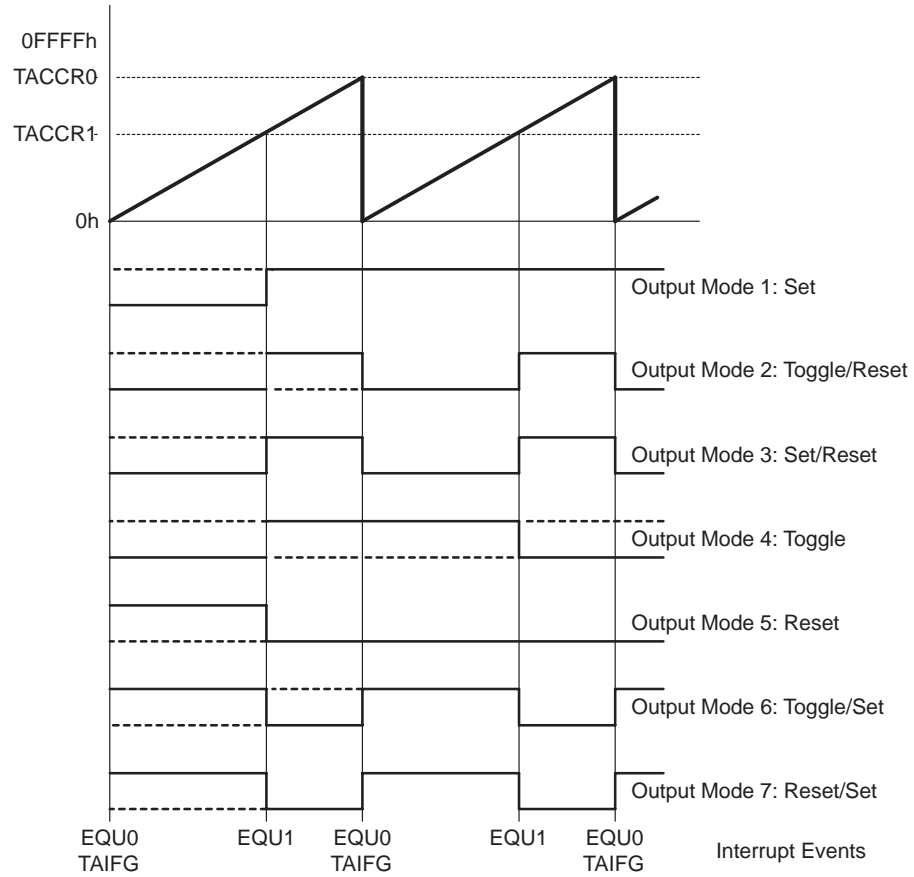 0FFFFh
TACCR0
TACCR1
0h
Output Mode 1: Set
Output Mode 2: Toggle/Reset
Output Mode 3: Set/Reset
Output Mode 4: Toggle
Output Mode 5: Reset
Output Mode 6: Toggle/Set
Output Mode 7: Reset/Set
EQU0 EQU1 EQU0 EQU1 EQU0
TAIFG TAIFG TAIFG
Interrupt Events